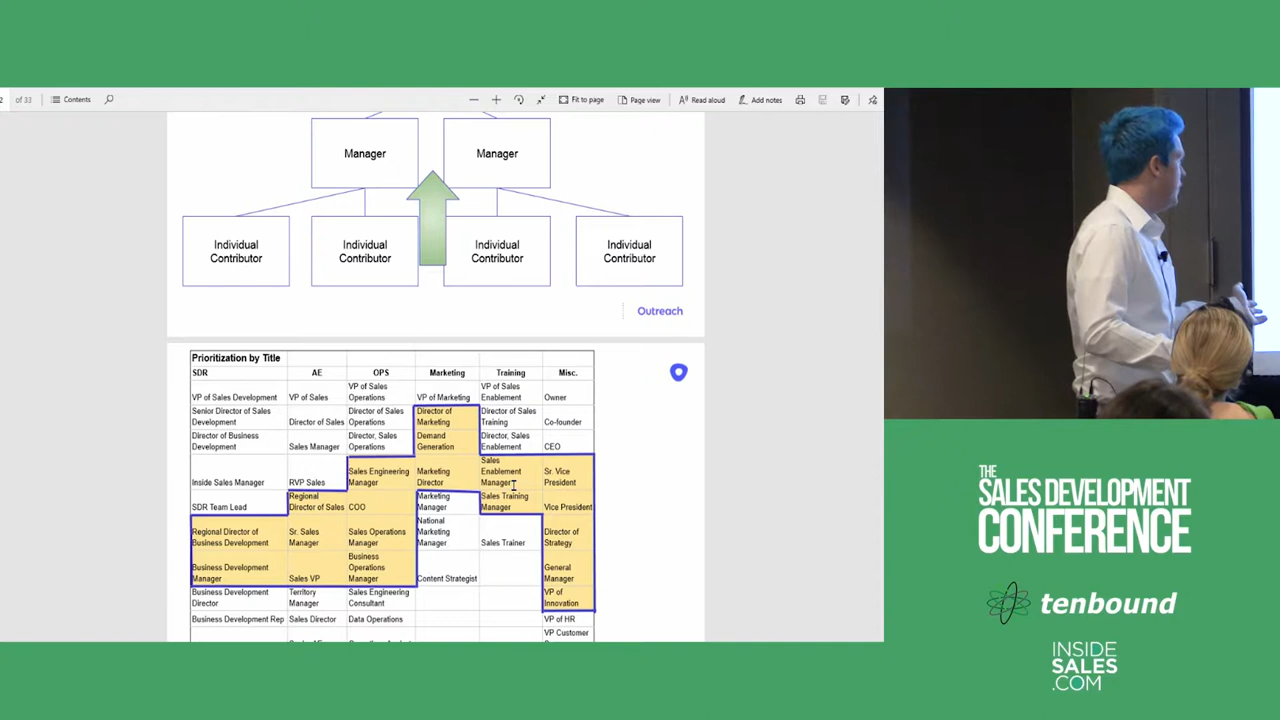 2 of 33 Contents Fit to page Page view Read aloud Add notes
Manager Manager
Individual Contributor Individual Contributor Individual Contributor Individual Contributor
Outreach
Prioritization by Title
SDR AE OPS Marketing Training Misc.
VP of Sales Development VP of Sales VP of Sales Operations VP of Marketing VP of Sales Enablement Owner
Senior Director of Sales Development Director of Sales Director of Sales Operations Director of Marketing Director of Sales Training Co-founder
Director of Business Development Sales Manager Director, Sales Operations Demand Generation Director, Sales Enablement CEO
Inside Sales Manager RVP Sales Sales Engineering Manager Marketing Director Sales Enablement Manager Sr. Vice President
SDR Team Lead Regional Director of Sales COO Marketing Manager Sales Training Manager Vice President
Regional Director of Business Development Sr. Sales Manager Sales Operations Manager National Marketing Manager Sales Trainer Director of Strategy
Business Development Manager Sales VP Business Operations Manager Content Strategist General Manager
Business Development Director Territory Manager Sales Engineering Consultant VP of Innovation
Business Development Rep Sales Director Data Operations VP of HR
VP Customer
THE
SALES DEVELOPMENT
CONFERENCE
tenbound
INSIDE
SALES
.COM